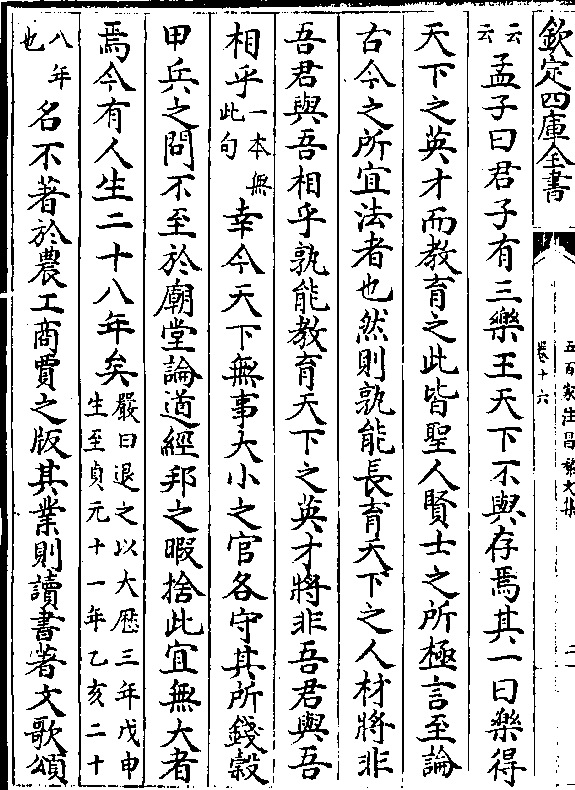 欽定四庫全書
五百家注昌黎文集
卷十六
二
云云孟子曰君子有三樂王天下不與存焉其一曰樂得
天下之英才而教育之此皆聖人賢士之所極言至論
古今之所宜法者也然則孰能長育天下之人材將非
吾君與吾相乎孰能教育天下之英才將非吾君與吾
相乎一本無此句幸今天下無事大小之官各守其所錢穀
甲兵之問不至於廟堂論道經邦之暇捨此宜無大者
焉今有人生二十八年矣嚴曰退之以大厯三年戊申生至貞元十一年乙亥二十
八年也名不著於農工商賈之版其業則讀書著文歌頌